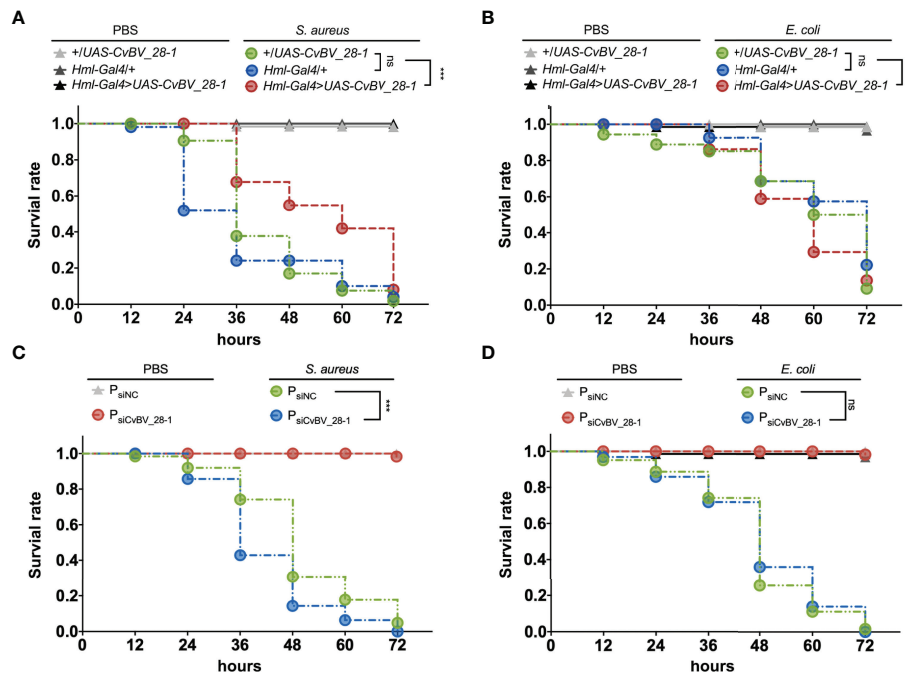 A
PBS
S. aureus
+/UAS-CvBV_28-1
Hml-Gal4/+
Hml-Gal4>UAS-CvBV_28-1
+/UAS-CvBV_28-1
Hml-Gal4/+
Hml-Gal4>UAS-CvBV_28-1
ns
***
Survial rate
1.0
0.8
0.6
0.4
0.2
0.0
0 12 24 36 48 60 72
hours
B
PBS
E. coli
+/UAS-CvBV_28-1
Hml-Gal4/+
Hml-Gal4>UAS-CvBV_28-1
+/UAS-CvBV_28-1
Hml-Gal4/+
Hml-Gal4>UAS-CvBV_28-1
ns
ns
Survial rate
1.0
0.8
0.6
0.4
0.2
0.0
0 12 24 36 48 60 72
hours
C
PBS
S. aureus
PsiNC
PsiCvBV_28-1
PsiNC
PsiCvBV_28-1
***
Survial rate
1.0
0.8
0.6
0.4
0.2
0.0
0 12 24 36 48 60 72
hours
D
PBS
E. coli
PsiNC
PsiCvBV_28-1
PsiNC
PsiCvBV_28-1
ns
Survial rate
1.0
0.8
0.6
0.4
0.2
0.0
0 12 24 36 48 60 72
hours